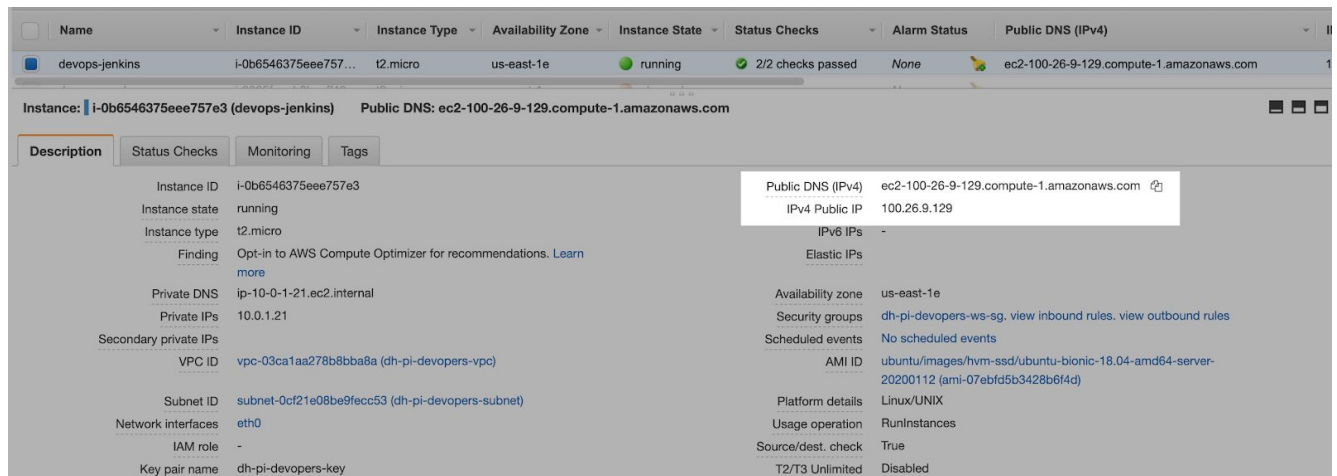 Name Instance ID Instance Type Availability Zone Instance State Status Checks Alarm Status Public DNS (IPv4)
devops-jenkins i-0b6546375eee757... t2.micro us-east-1e running 2/2 checks passed None ec2-100-26-9-129.compute-1.amazonaws.com 1
Instance: i-0b6546375eee757e3 (devops-jenkins) Public DNS: ec2-100-26-9-129.compute-1.amazonaws.com
Description Status Checks Monitoring Tags
Instance ID i-0b6546375eee757e3 Public DNS (IPv4) ec2-100-26-9-129.compute-1.amazonaws.com
Instance state running IPv4 Public IP 100.26.9.129
Instance type t2.micro IPv6 IPs -
Finding Opt-in to AWS Compute Optimizer for recommendations. Learn Elastic IPs
more
Private DNS ip-10-0-1-21.ec2.internal Availability zone us-east-1e
Private IPs 10.0.1.21 Security groups dh-pi-devopers-ws-sg. view inbound rules. view outbound rules
Secondary private IPs Scheduled events No scheduled events
VPC ID vpc-03ca1aa278b8bba8a (dh-pi-devopers-vpc) AMI ID ubuntu/images/hvm-ssd/ubuntu-bionic-18.04-amd64-server-
20200112 (ami-07ebfd5b3428b6f4d)
Subnet ID subnet-0cf21e08be9fecc53 (dh-pi-devopers-subnet) Platform details Linux/UNIX
Network interfaces eth0 Usage operation RunInstances
IAM role - Source/dest. check True
Key pair name dh-pi-devopers-key T2/T3 Unlimited Disabled